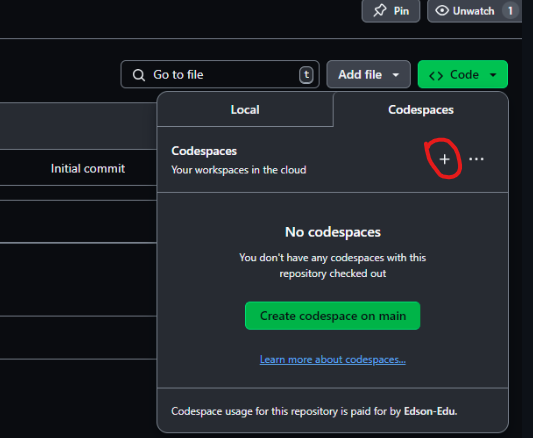 Pin
Unwatch 1
Go to file t
Add file
<> Code
Local
Codespaces
Codespaces
Your workspaces in the cloud
Initial commit
No codespaces
You don't have any codespaces with this
repository checked out
Create codespace on main
Learn more about codespaces...
Codespace usage for this repository is paid for by Edson-Edu.